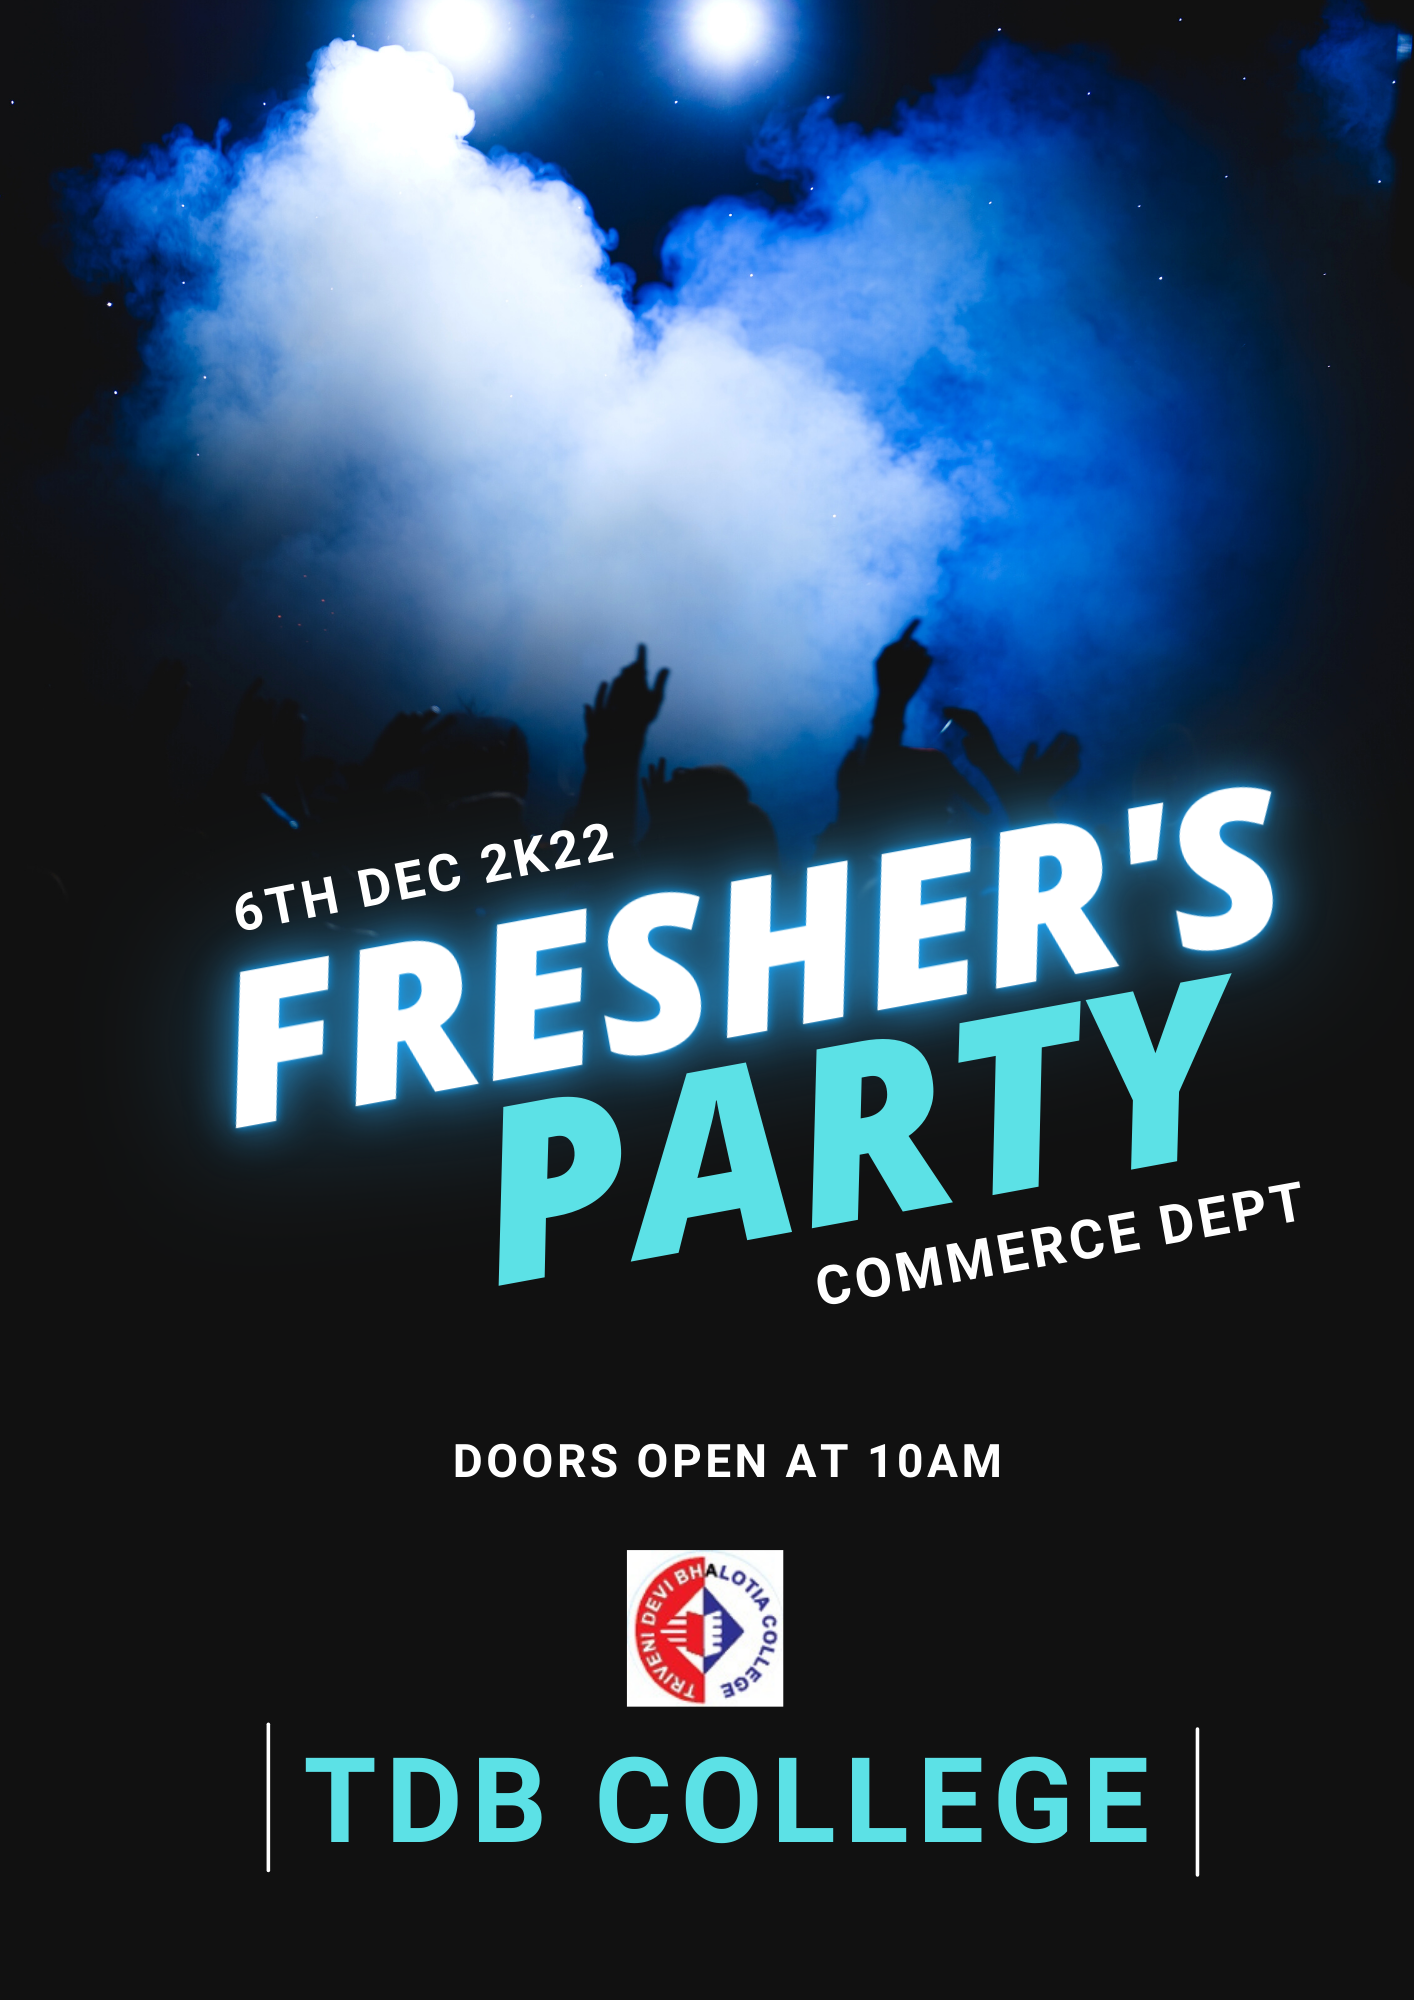 6TH DEC 2K22
FRESHER'S
PARTY
COMMERCE DEPT
DOORS OPEN AT 10AM
TRIVENI DEVI BHALOTIA COLLEGE
TDB COLLEGE